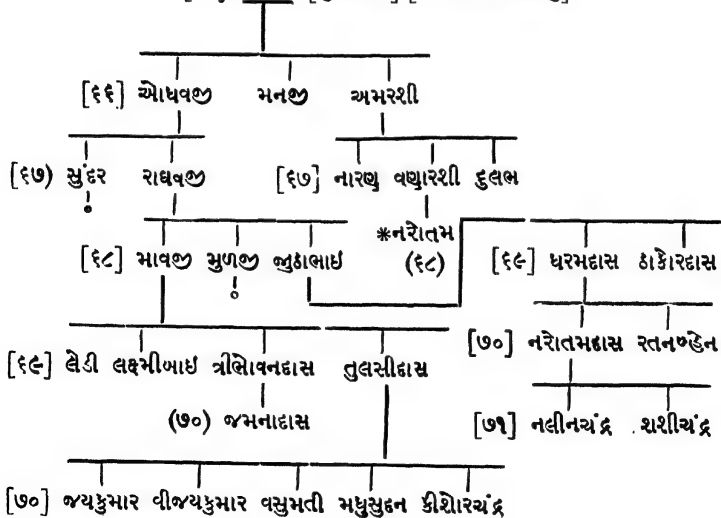 [૬૬] ઓધવજી મનજી અમરશી
[૬૭) સુંદર રાઘવજી [૬૭] નારણ વણારશી દુલભ
*નરોતમ
[૬૮] માવજી મુળજી જુઠાભાઇ (૬૮) [૬૯] ધરમદાસ ઠાકોરદાસ
[૭૦] નરોતમદાસ રતનબ્હેન
[૬૯] લેડી લક્ષ્મીબાઇ ત્રીભોવનદાસ તુલસીદાસ
(૭૦) જમનાદાસ [૭૧] નલીનચંદ્ર શશીચંદ્ર
[૭૦] જયકુમાર વીજયકુમાર વસુમતી મધુસુદન કીશોરચંદ્ર